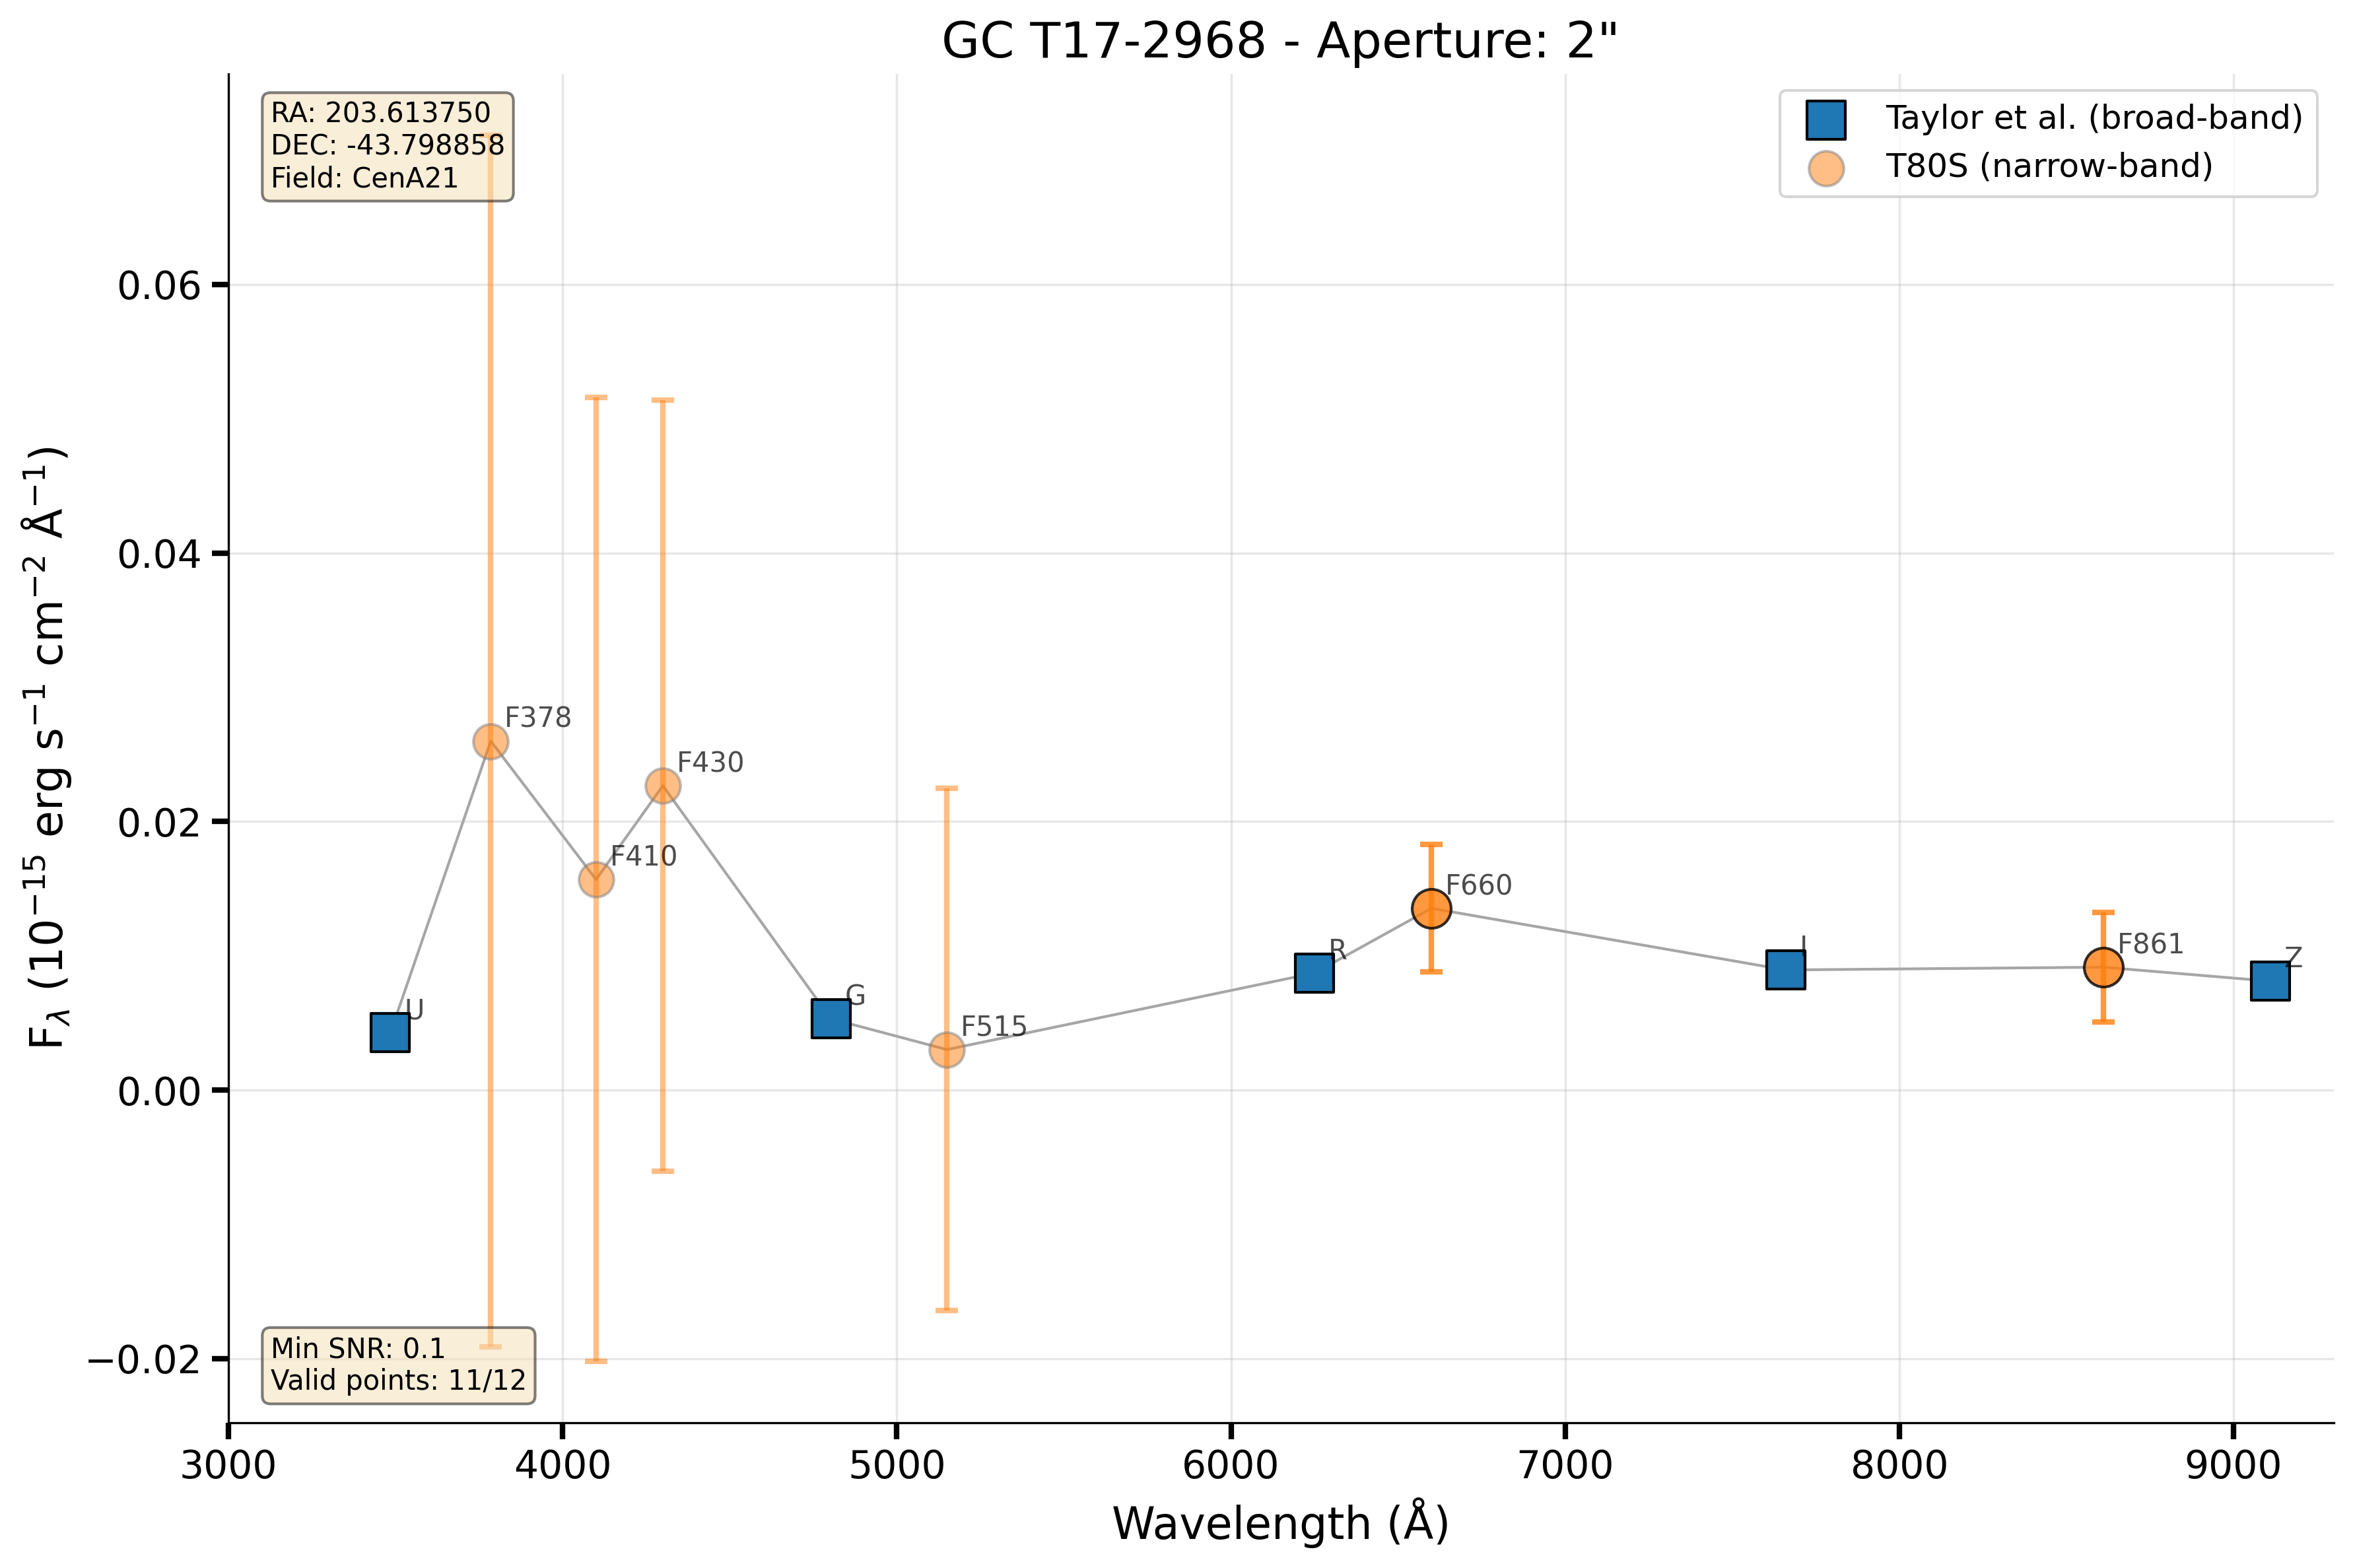 GC T17-2968 - Aperture: 2"
RA: 203.613750
DEC: -43.798858
Field: CenA21
Taylor et al. (broad-band)
T80S (narrow-band)
F_λ (10⁻¹⁵ erg s⁻¹ cm⁻² Å⁻¹)
0.06
0.04
0.02
0.00
−0.02
U
F378
F410
F430
G
F515
R
F660
I
F861
Z
Min SNR: 0.1
Valid points: 11/12
3000 4000 5000 6000 7000 8000 9000
Wavelength (Å)